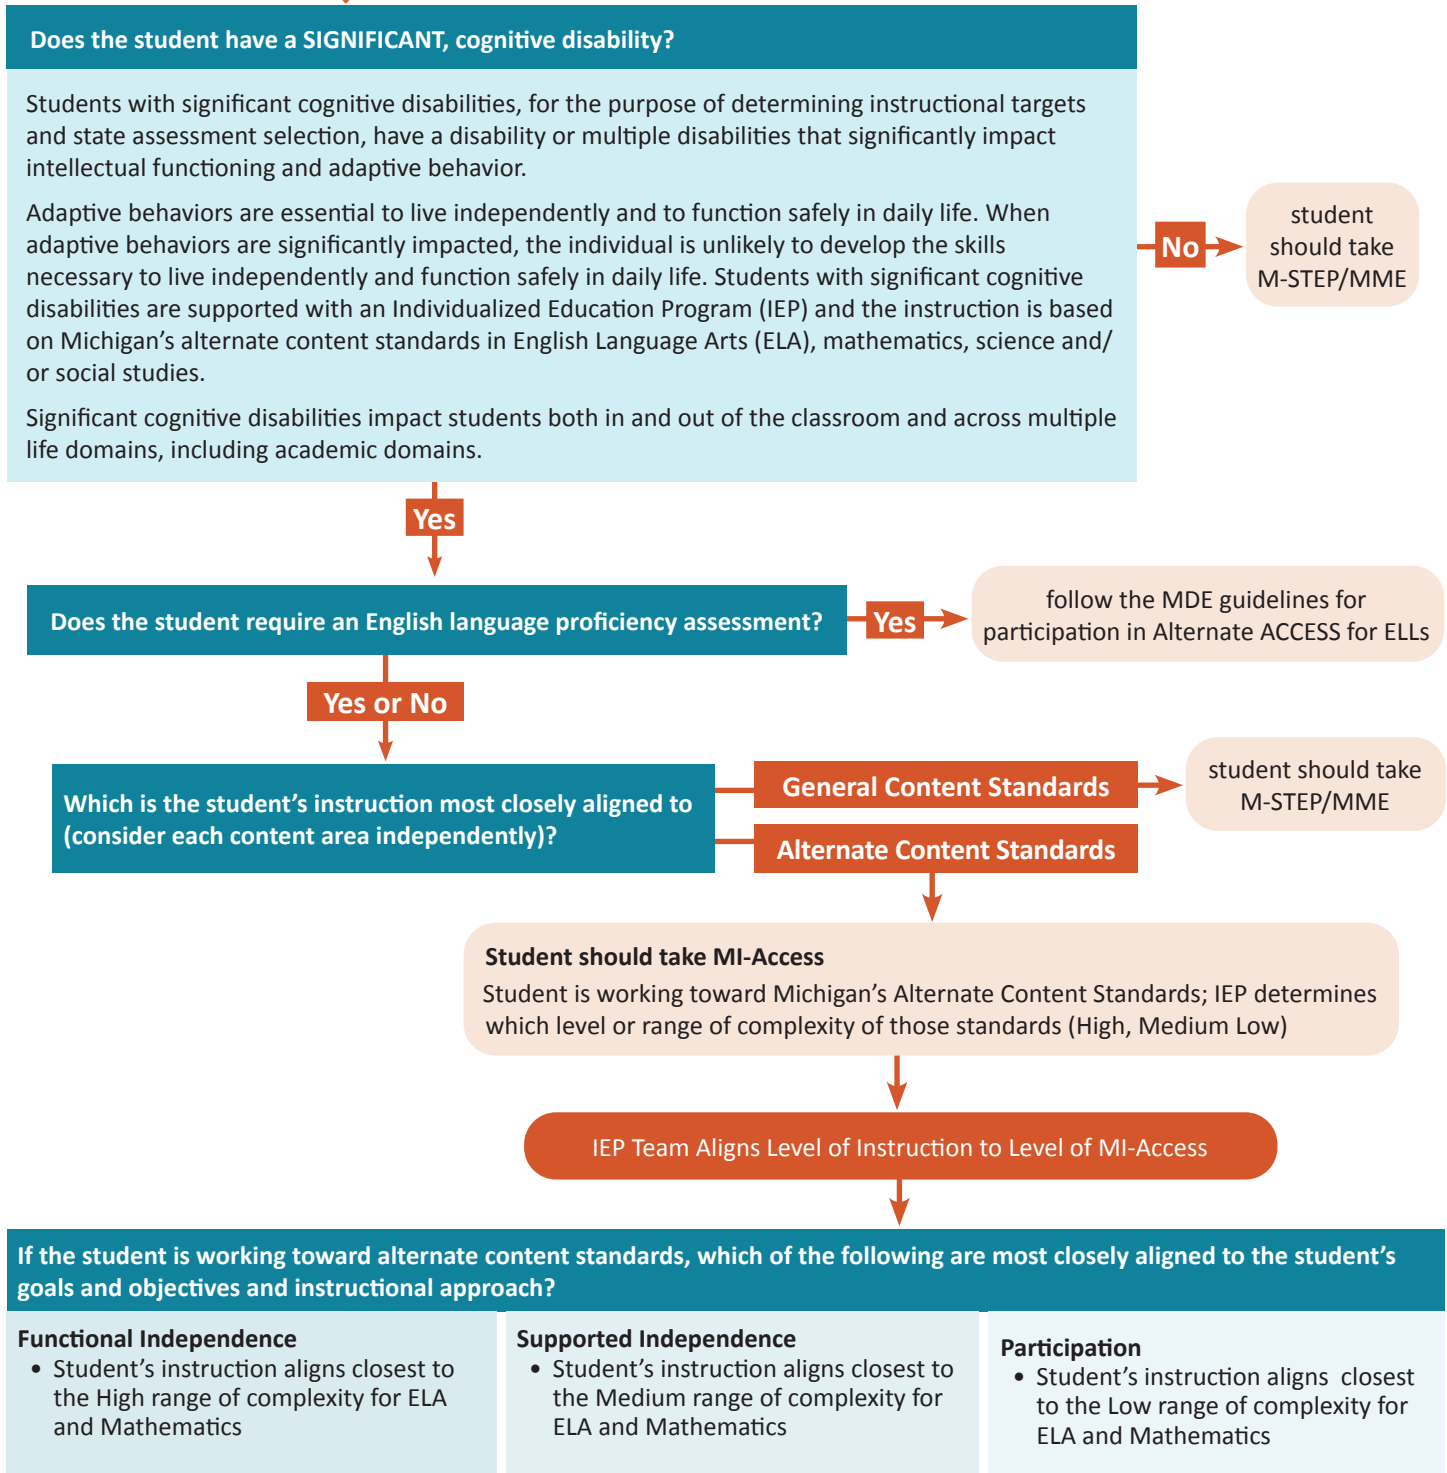 Does the student have a SIGNIFICANT, cognitive disability?
Students with significant cognitive disabilities, for the purpose of determining instructional targets
and state assessment selection, have a disability or multiple disabilities that significantly impact
intellectual functioning and adaptive behavior.
Adaptive behaviors are essential to live independently and to function safely in daily life. When
adaptive behaviors are significantly impacted, the individual is unlikely to develop the skills
necessary to live independently and function safely in daily life. Students with significant cognitive
disabilities are supported with an Individualized Education Program (IEP) and the instruction is based
on Michigan’s alternate content standards in English Language Arts (ELA), mathematics, science and/
or social studies.
Significant cognitive disabilities impact students both in and out of the classroom and across multiple
life domains, including academic domains.
No
student
should take
M-STEP/MME
Yes
Does the student require an English language proficiency assessment?
Yes
follow the MDE guidelines for
participation in Alternate ACCESS for ELLs
Yes or No
Which is the student’s instruction most closely aligned to
(consider each content area independently)?
General Content Standards
student should take
M-STEP/MME
Alternate Content Standards
Student should take MI-Access
Student is working toward Michigan’s Alternate Content Standards; IEP determines
which level or range of complexity of those standards (High, Medium Low)
IEP Team Aligns Level of Instruction to Level of MI-Access
If the student is working toward alternate content standards, which of the following are most closely aligned to the student’s
goals and objectives and instructional approach?
Functional Independence
• Student’s instruction aligns closest to
the High range of complexity for ELA
and Mathematics
Supported Independence
• Student’s instruction aligns closest to
the Medium range of complexity for
ELA and Mathematics
Participation
• Student’s instruction aligns closest
to the Low range of complexity for
ELA and Mathematics